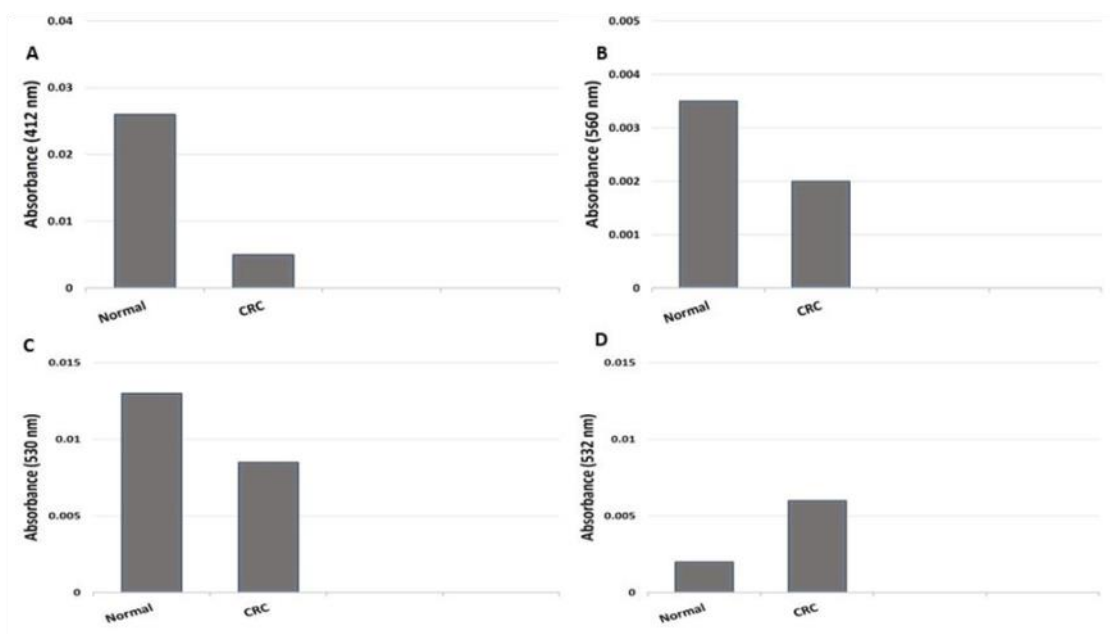 A
Absorbance (412 nm)
0.04
0.03
0.02
0.01
0
Normal
CRC
B
Absorbance (560 nm)
0.005
0.004
0.003
0.002
0.001
0
Normal
CRC
C
Absorbance (530 nm)
0.015
0.01
0.005
0
Normal
CRC
D
Absorbance (532 nm)
0.015
0.01
0.005
0
Normal
CRC